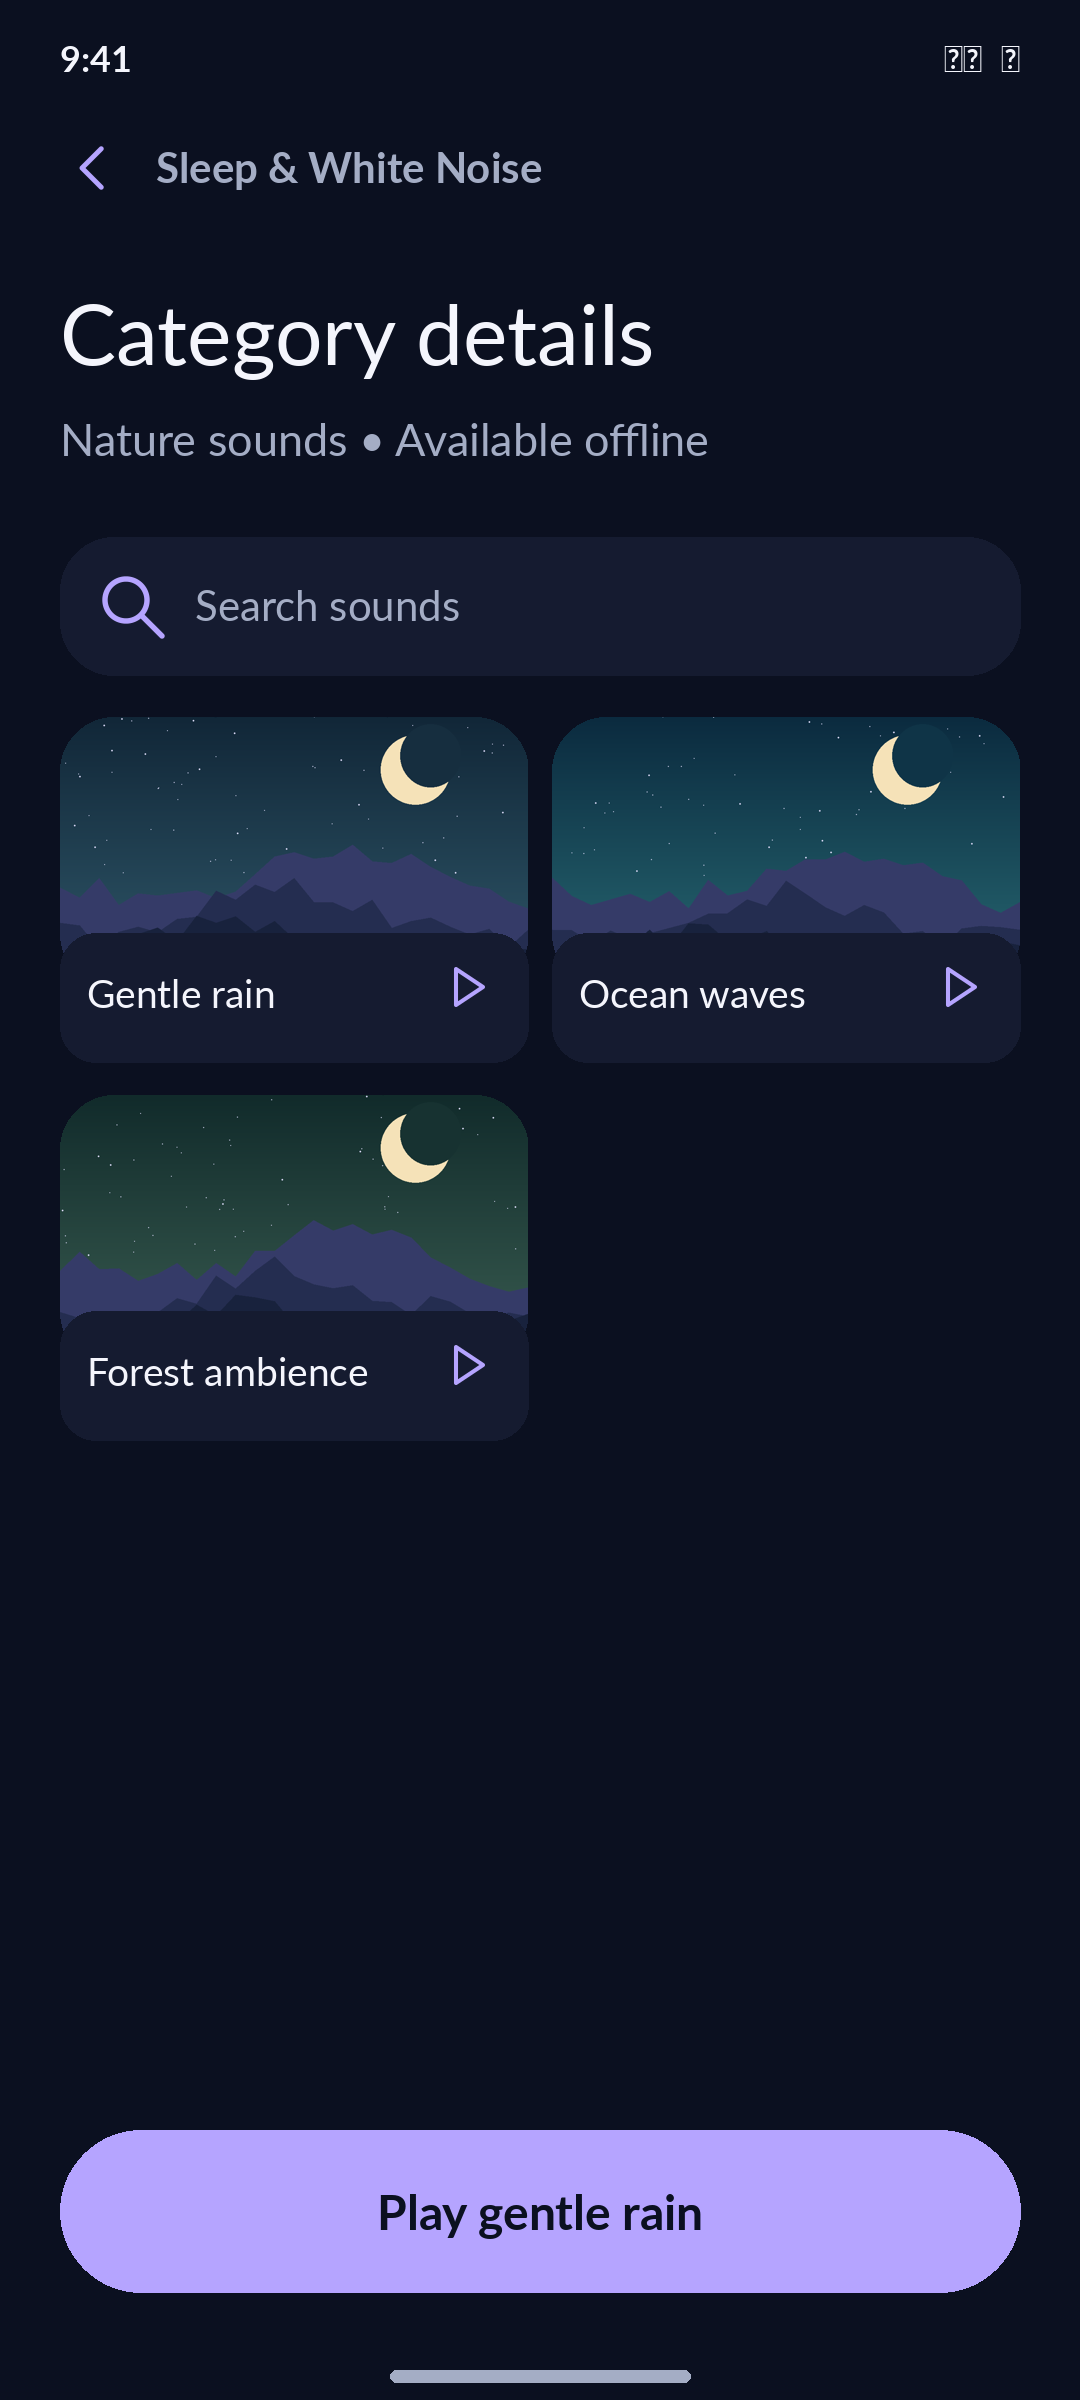 9:41
Sleep & White Noise
Category details
Nature sounds • Available offline
Search sounds
Gentle rain
Ocean waves
Forest ambience
Play gentle rain